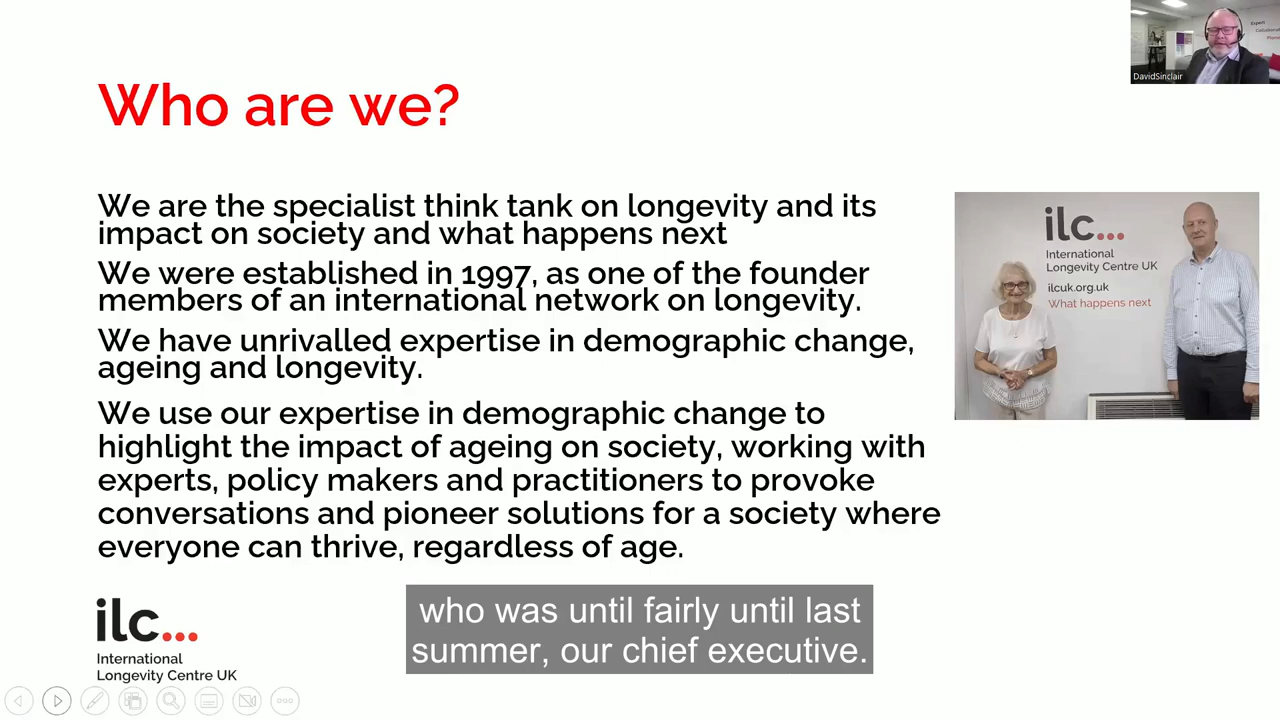 Who are we?
We are the specialist think tank on longevity and its
impact on society and what happens next
We were established in 1997, as one of the founder
members of an international network on longevity.
We have unrivalled expertise in demographic change,
ageing and longevity.
We use our expertise in demographic change to
highlight the impact of ageing on society, working with
experts, policy makers and practitioners to provoke
conversations and pioneer solutions for a society where
everyone can thrive, regardless of age.
ilc...
International
Longevity Centre UK
ilcuk.org.uk
What happens next
Expert
DavidSinclair
who was until fairly until last
summer, our chief executive.
ilc...
International
Longevity Centre UK